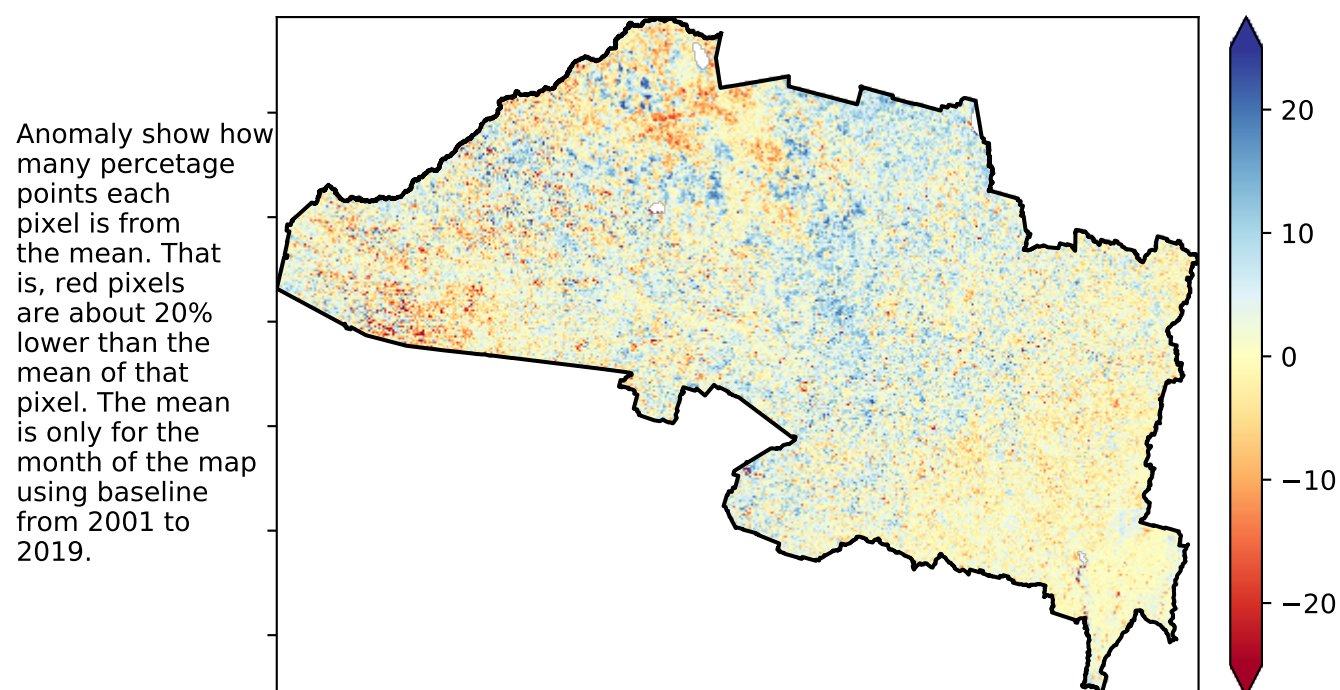 Anomaly show how
many percetage
points each
pixel is from
the mean. That
is, red pixels
are about 20%
lower than the
mean of that
pixel. The mean
is only for the
month of the map
using baseline
from 2001 to
2019.
20
10
0
−10
−20